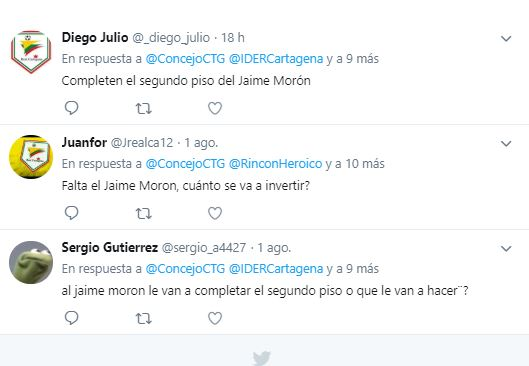 Diego Julio @_diego_julio · 18 h
En respuesta a @ConcejoCTG @IDERCartagena y a 9 más
Completen el segundo piso del Jaime Morón
Juanfor @Jrealca12 · 1 ago.
En respuesta a @ConcejoCTG @RinconHeroico y a 10 más
Falta el Jaime Moron, cuánto se va a invertir?
Sergio Gutierrez @sergio_a4427 · 1 ago.
En respuesta a @ConcejoCTG @IDERCartagena y a 9 más
al jaime moron le van a completar el segundo piso o que le van a hacer¨?